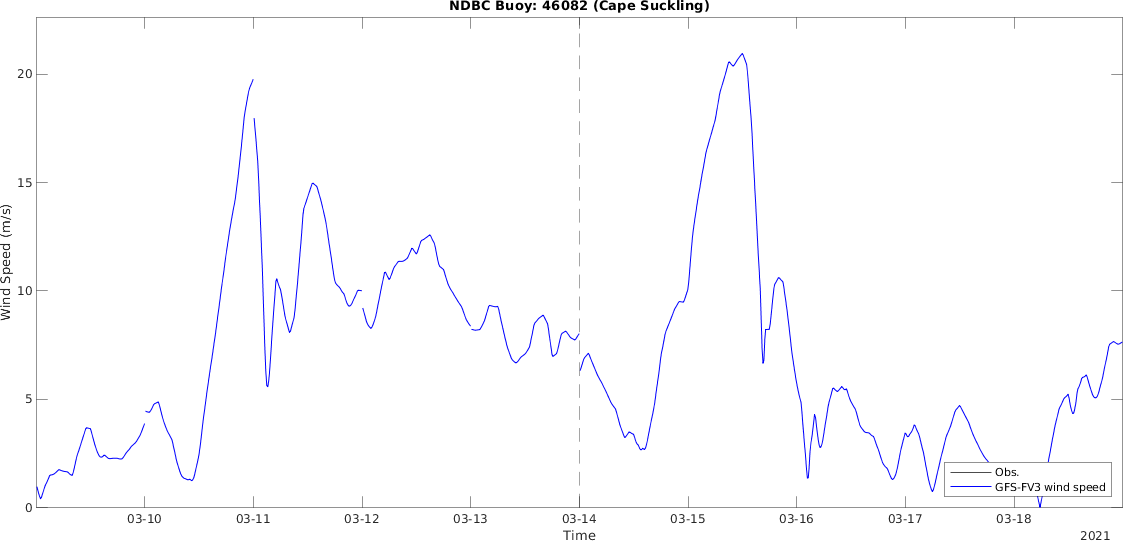 NDBC Buoy: 46082 (Cape Suckling)
Wind Speed (m/s)
20
15
10
5
0
03-10 03-11 03-12 03-13 03-14 03-15 03-16 03-17 03-18
Time
2021
Obs.
GFS-FV3 wind speed